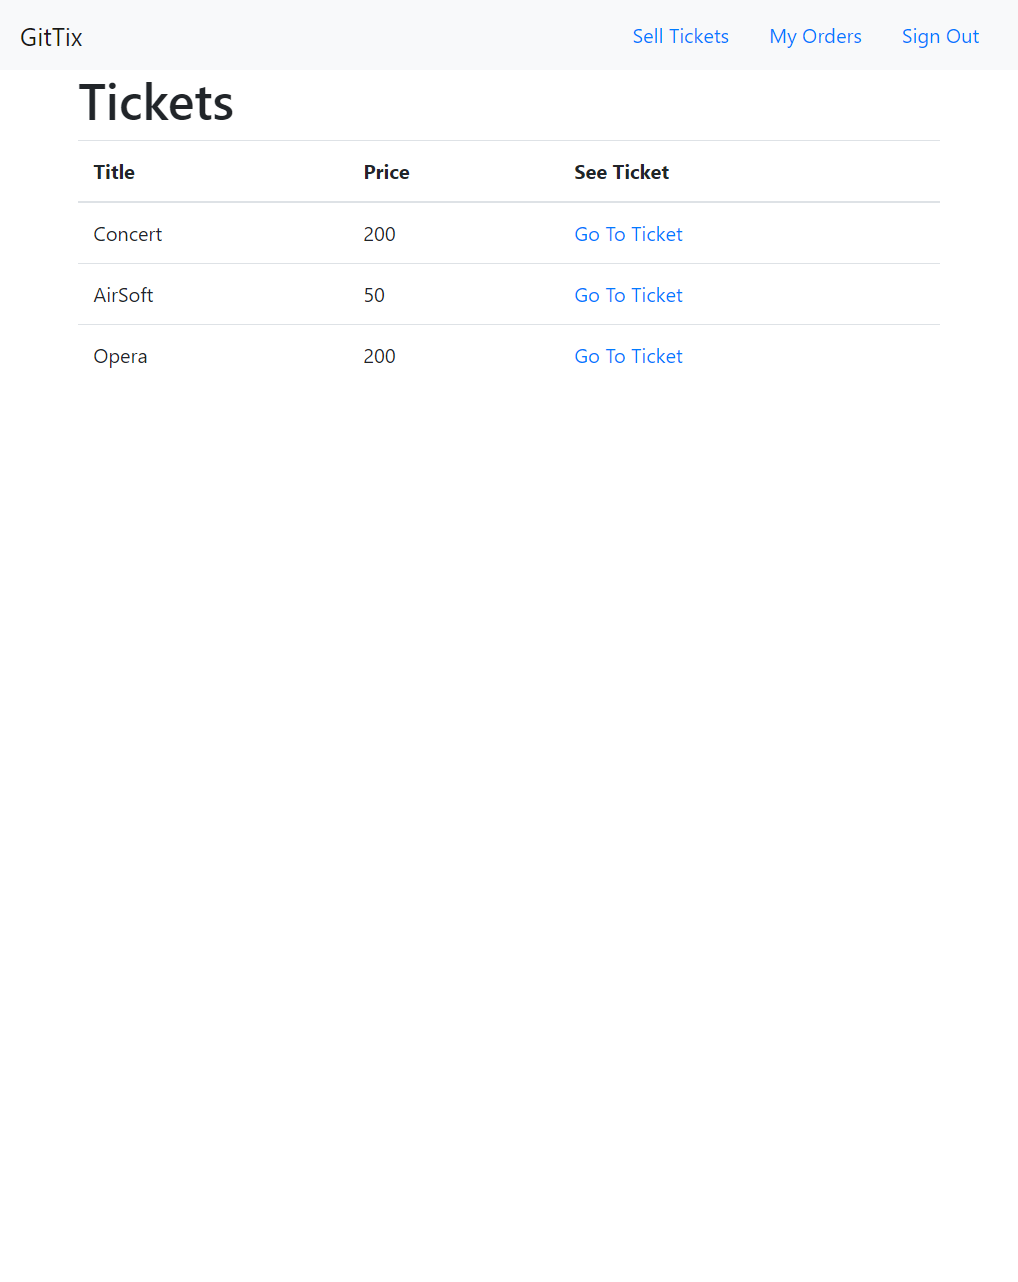 GitTix Sell Tickets My Orders Sign Out
Tickets
Title Price See Ticket
Concert 200 Go To Ticket
AirSoft 50 Go To Ticket
Opera 200 Go To Ticket